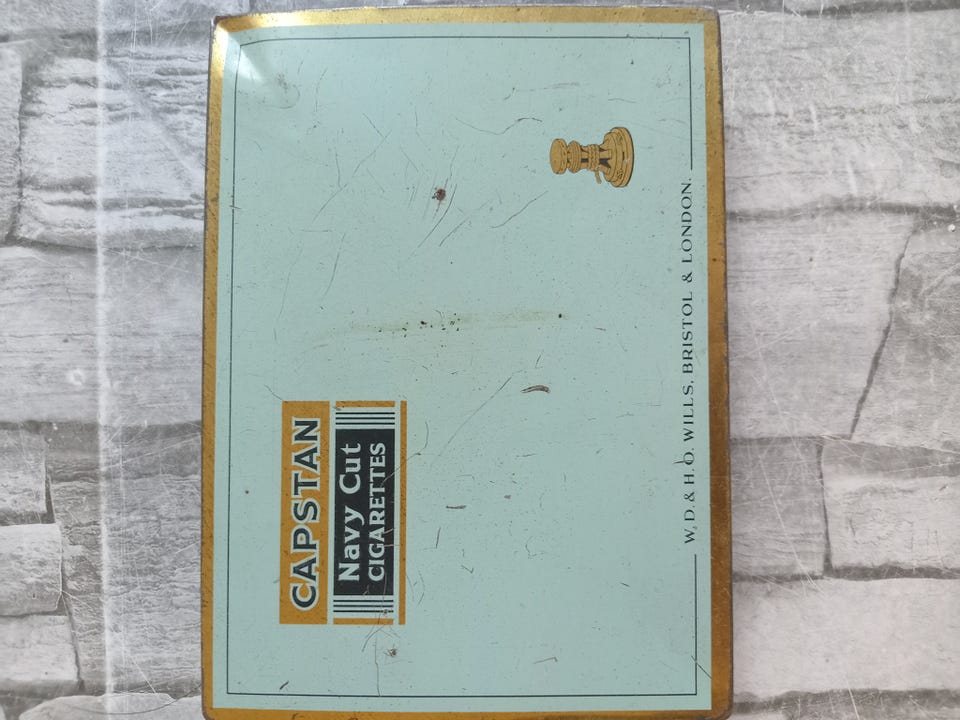 CAPSTAN
Navy Cut
CIGARETTES
W.D. & H.O. WILLS, BRISTOL & LONDON.